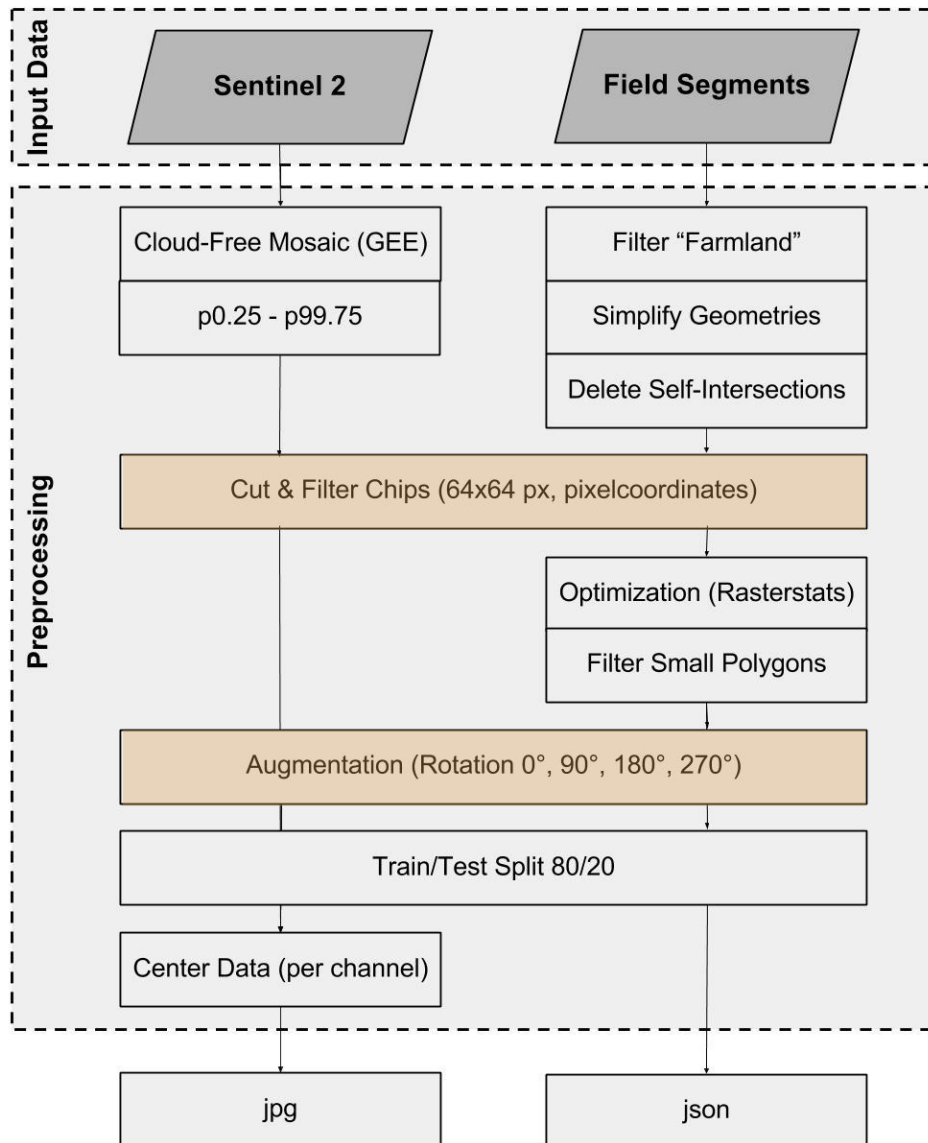 Input Data
Sentinel 2
Field Segments
Preprocessing
Cloud-Free Mosaic (GEE)
p0.25 - p99.75
Filter “Farmland”
Simplify Geometries
Delete Self-Intersections
Cut & Filter Chips (64x64 px, pixelcoordinates)
Optimization (Rasterstats)
Filter Small Polygons
Augmentation (Rotation 0°, 90°, 180°, 270°)
Train/Test Split 80/20
Center Data (per channel)
jpg
json